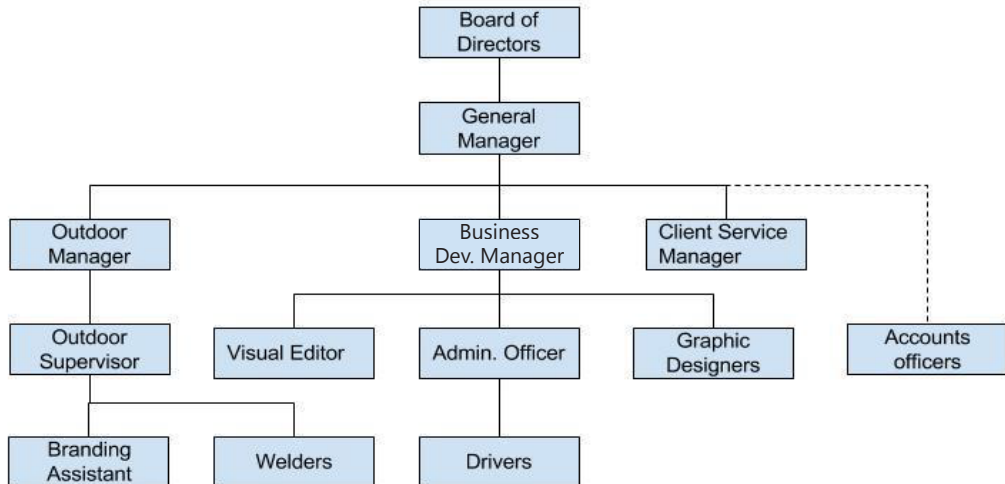 Board of
Directors
General
Manager
Outdoor
Manager
Business
Dev. Manager
Client Service
Manager
Outdoor
Supervisor
Visual Editor
Admin. Officer
Graphic
Designers
Accounts
officers
Branding
Assistant
Welders
Drivers